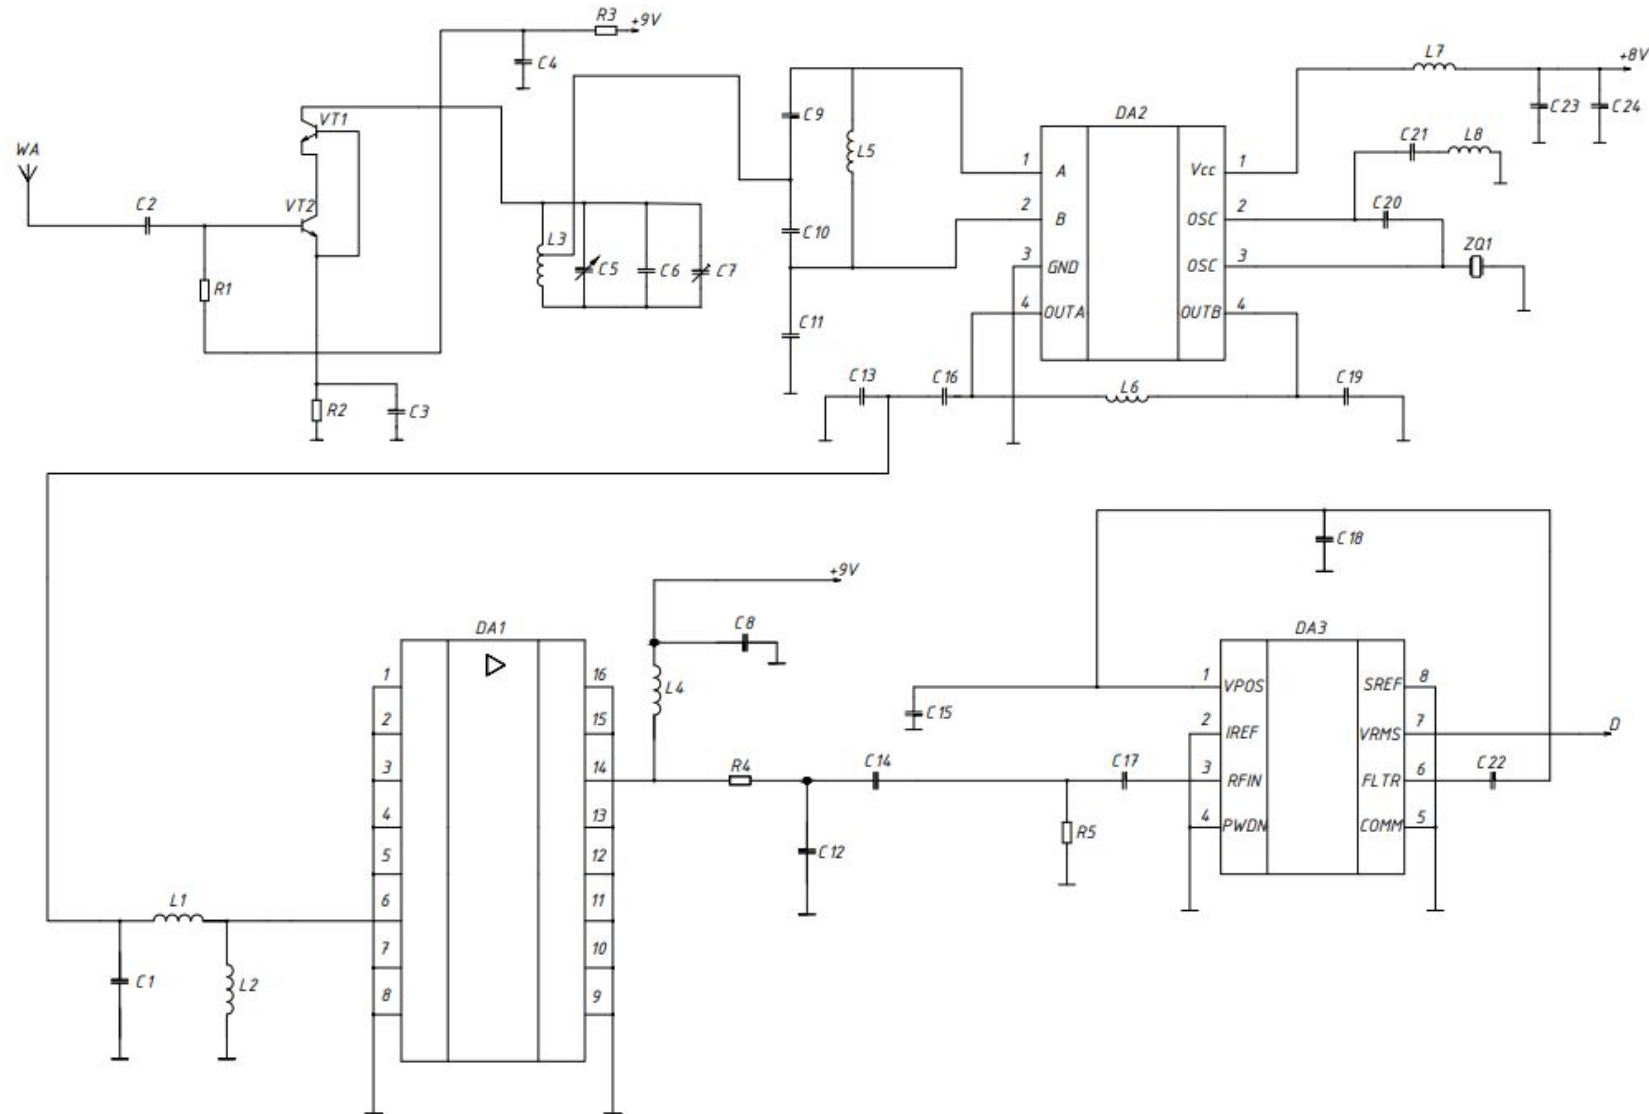 R3
+9V
C4
L7
+8V
C23
C24
VT1
C9
DA2
WA
C21
L8
L5
1
A
Vcc
1
C2
VT2
2
B
OSC
2
C20
C10
L3
ZQ1
C5
C6
C7
3
GND
OSC
3
R1
4
OUTA
OUTB
4
C11
C13
C16
L6
C19
R2
C3
C18
+9V
DA1
C8
DA3
1
16
L4
C15
1
VPOS
SREF
8
2
15
2
IREF
VRMS
7
D
3
14
R4
C14
C17
3
RFIN
FLTR
6
C22
4
13
R5
4
PWDN
COMM
5
5
12
C12
L1
6
11
7
10
C1
L2
8
9